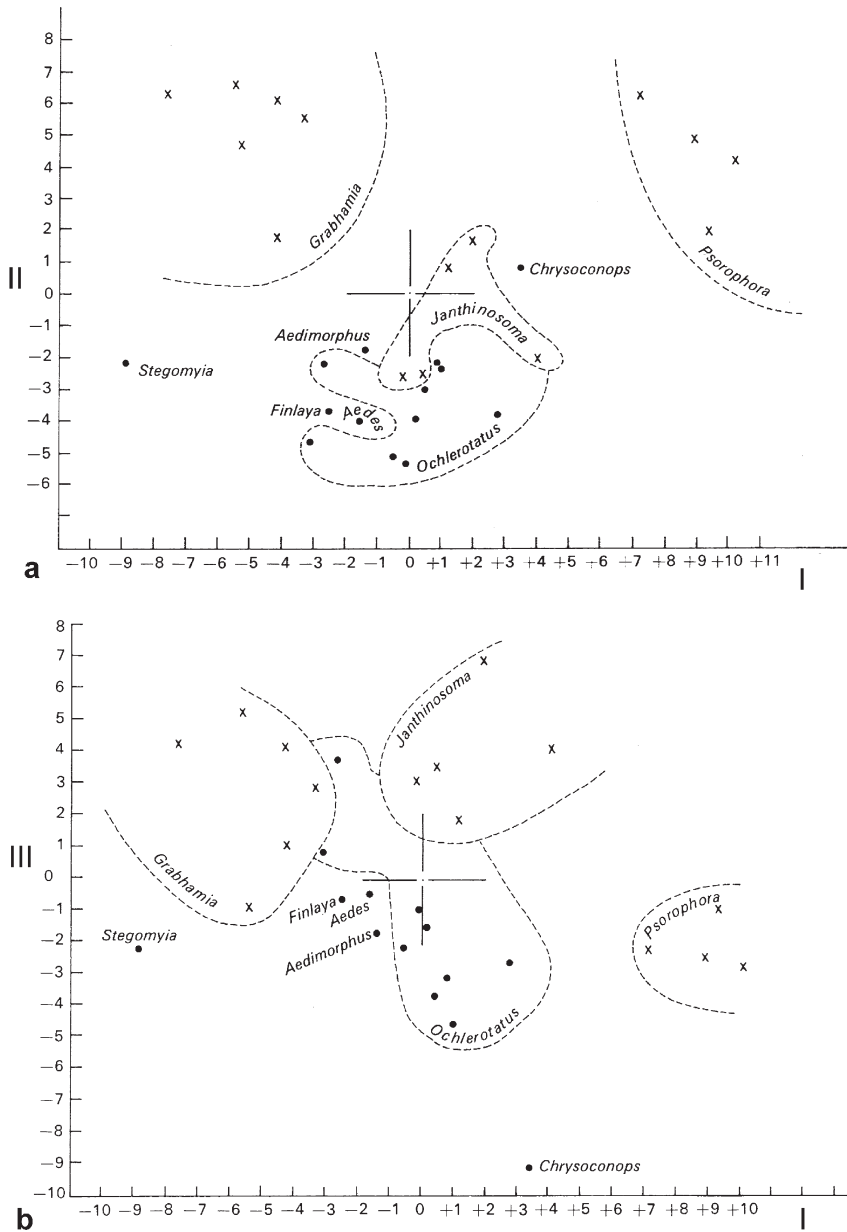 8
7
6
5
4
3
2
1
0
−1
−2
−3
−4
−5
−6
II
Grabhamia
Psorophora
Chrysoconops
Janthinosoma
Aedimorphus
Stegomyia
Finlaya
Aedes
Ochlerotatus
−10 −9 −8 −7 −6 −5 −4 −3 −2 −1 0 +1 +2 +3 +4 +5 +6 +7 +8 +9 +10 +11
a
I
8
7
6
5
4
3
2
1
0
−1
−2
−3
−4
−5
−6
−7
−8
−9
−10
III
Janthinosoma
Grabhamia
Psorophora
Finlaya
Aedes
Stegomyia
Aedimorphus
Ochlerotatus
Chrysoconops
−10 −9 −8 −7 −6 −5 −4 −3 −2 −1 0 +1 +2 +3 +4 +5 +6 +7 +8 +9 +10
b
I